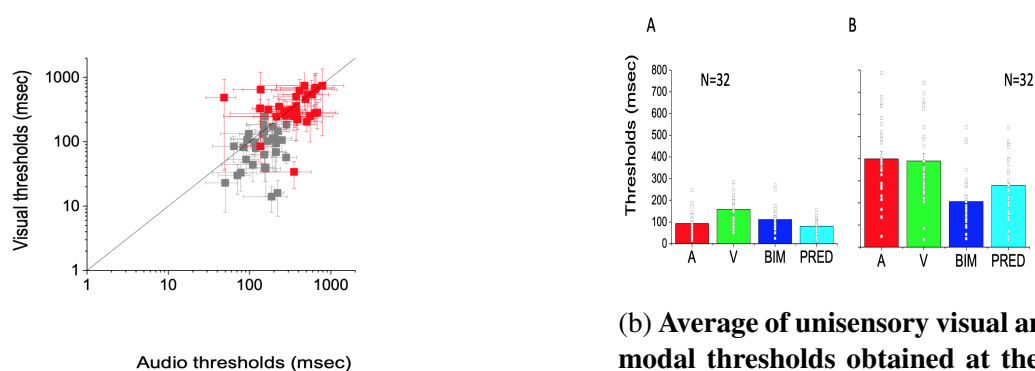 Visual thresholds (msec)
1000
100
10
1
1
10
100
1000
Audio thresholds (msec)
A
B
Thresholds (msec)
800
700
600
500
400
300
200
100
0
N=32
N=32
A V BIM PRED
A V BIM PRED
(b) Average of unisensory visual an
modal thresholds obtained at the